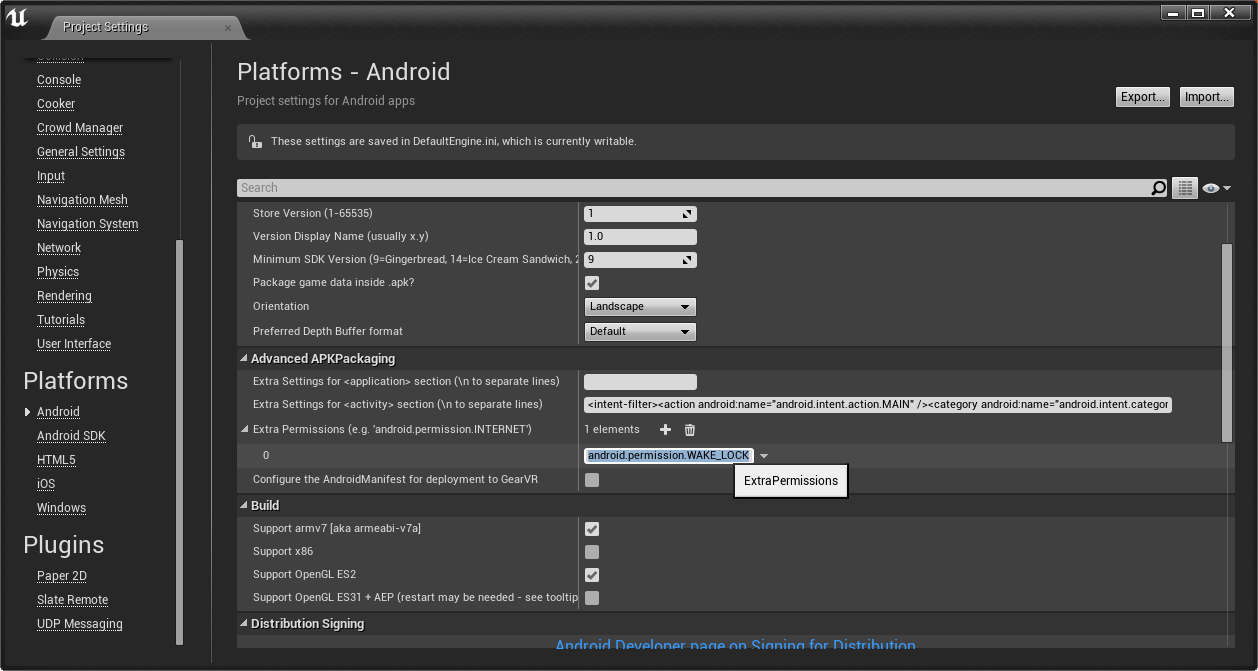 Project Settings
Console
Cooker
Crowd Manager
General Settings
Input
Navigation Mesh
Navigation System
Network
Physics
Rendering
Tutorials
User Interface
Platforms
Android
Android SDK
HTML5
iOS
Windows
Plugins
Paper 2D
Slate Remote
UDP Messaging
Platforms - Android
Project settings for Android apps
Export...
Import...
These settings are saved in DefaultEngine.ini, which is currently writable.
Search
Store Version (1-65535)
1
Version Display Name (usually x.y)
1.0
Minimum SDK Version (9=Gingerbread, 14=Ice Cream Sandwich, 2
9
Package game data inside .apk?
Orientation
Landscape
Preferred Depth Buffer format
Default
Advanced APKPackaging
Extra Settings for <application> section (\n to separate lines)
Extra Settings for <activity> section (\n to separate lines)
<intent-filter><action android:name="android.intent.action.MAIN" /><category android:name="android.intent.categor
Extra Permissions (e.g. 'android.permission.INTERNET')
1 elements
0
android.permission.WAKE_LOCK
ExtraPermissions
Configure the AndroidManifest for deployment to GearVR
Build
Support armv7 [aka armeabi-v7a]
Support x86
Support OpenGL ES2
Support OpenGL ES31 + AEP (restart may be needed - see tooltip
Distribution Signing
Android Developer page on Signing for Distribution